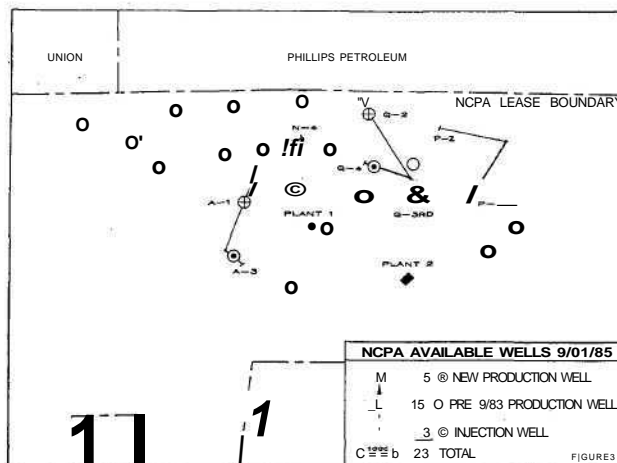 UNION
PHILLIPS PETROLEUM
NCPA LEASE BOUNDARY
Q-2
N-4
P-2
Q-4
A-1
PLANT 1
Q-3RD
A-3
PLANT 2
NCPA AVAILABLE WELLS 9/01/85
5 ® NEW PRODUCTION WELL
15 O PRE 9/83 PRODUCTION WELL
3 © INJECTION WELL
23 TOTAL
FIGURE3